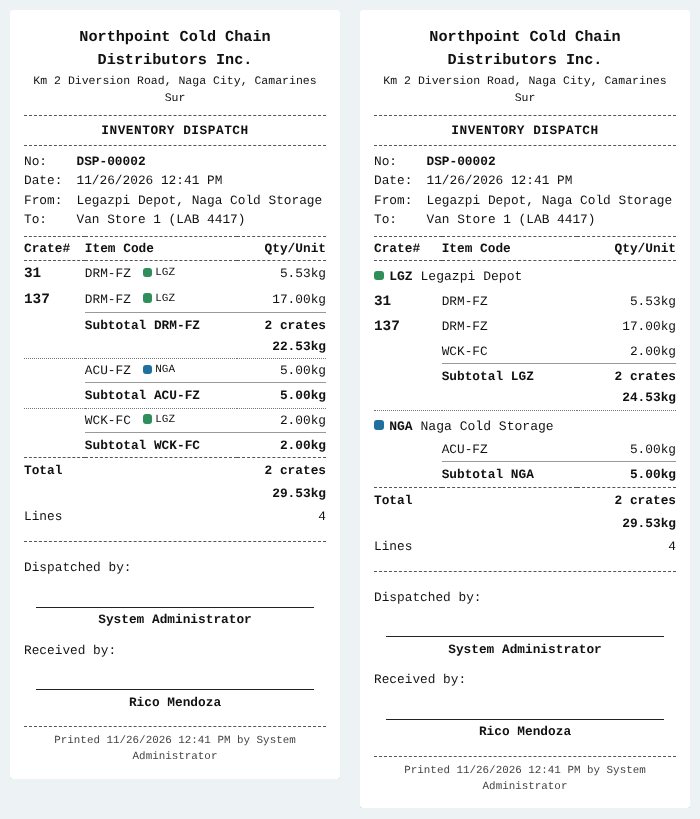 Northpoint Cold Chain
Distributors Inc.
Km 2 Diversion Road, Naga City, Camarines
Sur
INVENTORY DISPATCH
No: DSP-00002
Date: 11/26/2026 12:41 PM
From: Legazpi Depot, Naga Cold Storage
To: Van Store 1 (LAB 4417)
Crate# Item Code Qty/Unit
31 DRM-FZ LGZ 5.53kg
137 DRM-FZ LGZ 17.00kg
Subtotal DRM-FZ 2 crates
22.53kg
ACU-FZ NGA 5.00kg
Subtotal ACU-FZ 5.00kg
WCK-FC LGZ 2.00kg
Subtotal WCK-FC 2.00kg
Total 2 crates
29.53kg
Lines 4
Dispatched by:
System Administrator
Received by:
Rico Mendoza
Printed 11/26/2026 12:41 PM by System
Administrator
Northpoint Cold Chain
Distributors Inc.
Km 2 Diversion Road, Naga City, Camarines
Sur
INVENTORY DISPATCH
No: DSP-00002
Date: 11/26/2026 12:41 PM
From: Legazpi Depot, Naga Cold Storage
To: Van Store 1 (LAB 4417)
Crate# Item Code Qty/Unit
LGZ Legazpi Depot
31 DRM-FZ 5.53kg
137 DRM-FZ 17.00kg
WCK-FC 2.00kg
Subtotal LGZ 2 crates
24.53kg
NGA Naga Cold Storage
ACU-FZ 5.00kg
Subtotal NGA 5.00kg
Total 2 crates
29.53kg
Lines 4
Dispatched by:
System Administrator
Received by:
Rico Mendoza
Printed 11/26/2026 12:41 PM by System
Administrator